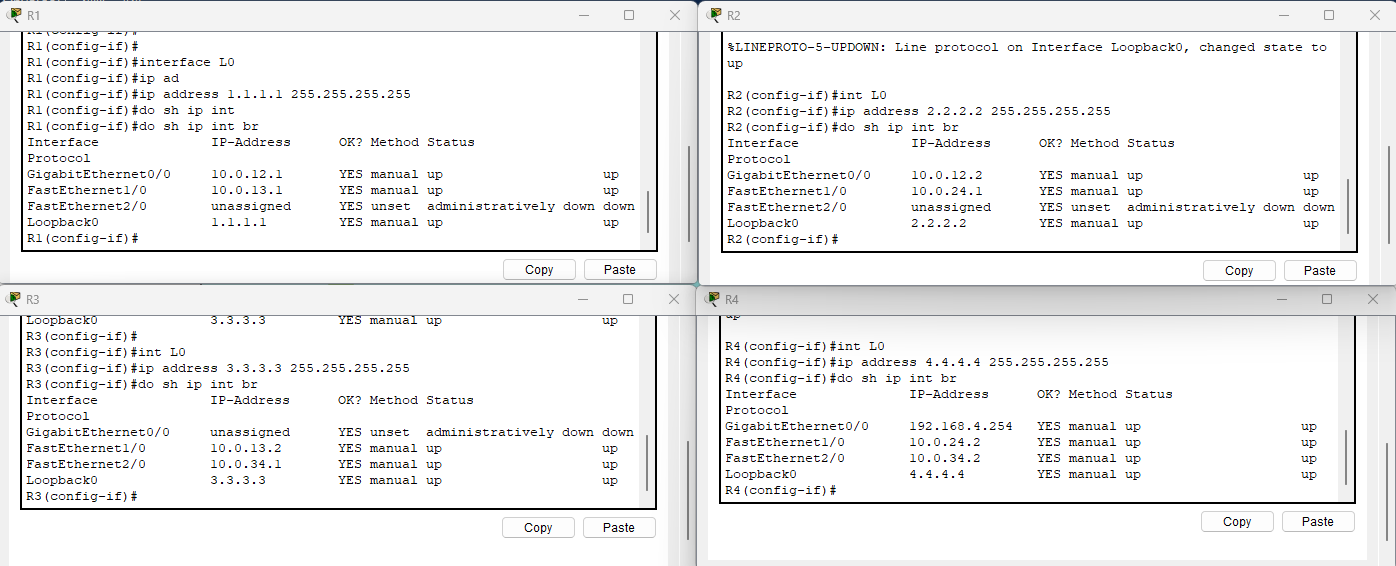 R1
R1(config-if)#
R1(config-if)#
R1(config-if)#interface L0
R1(config-if)#ip ad
R1(config-if)#ip address 1.1.1.1 255.255.255.255
R1(config-if)#do sh ip int
R1(config-if)#do sh ip int br
Interface IP-Address OK? Method Status
Protocol
GigabitEthernet0/0 10.0.12.1 YES manual up up
FastEthernet1/0 10.0.13.1 YES manual up up
FastEthernet2/0 unassigned YES unset administratively down down
Loopback0 1.1.1.1 YES manual up up
R1(config-if)#
Copy Paste
R2
%LINEPROTO-5-UPDOWN: Line protocol on Interface Loopback0, changed state to
up
R2(config-if)#int L0
R2(config-if)#ip address 2.2.2.2 255.255.255.255
R2(config-if)#do sh ip int br
Interface IP-Address OK? Method Status
Protocol
GigabitEthernet0/0 10.0.12.2 YES manual up up
FastEthernet1/0 10.0.24.1 YES manual up up
FastEthernet2/0 unassigned YES unset administratively down down
Loopback0 2.2.2.2 YES manual up up
R2(config-if)#
Copy Paste
R3
Loopback0 3.3.3.3 YES manual up up
R3(config-if)#
R3(config-if)#int L0
R3(config-if)#ip address 3.3.3.3 255.255.255.255
R3(config-if)#do sh ip int br
Interface IP-Address OK? Method Status
Protocol
GigabitEthernet0/0 unassigned YES unset administratively down down
FastEthernet1/0 10.0.13.2 YES manual up up
FastEthernet2/0 10.0.34.1 YES manual up up
Loopback0 3.3.3.3 YES manual up up
R3(config-if)#
Copy Paste
R4
up
R4(config-if)#int L0
R4(config-if)#ip address 4.4.4.4 255.255.255.255
R4(config-if)#do sh ip int br
Interface IP-Address OK? Method Status
Protocol
GigabitEthernet0/0 192.168.4.254 YES manual up up
FastEthernet1/0 10.0.24.2 YES manual up up
FastEthernet2/0 10.0.34.2 YES manual up up
Loopback0 4.4.4.4 YES manual up up
R4(config-if)#
Copy Paste